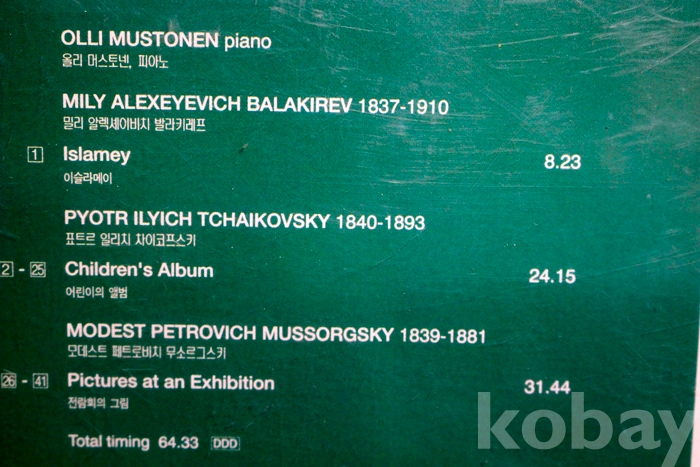 OLLI MUSTONEN piano
올리 머스토넨, 피아노
MILY ALEXEYEVICH BALAKIREV 1837-1910
밀리 알렉셰이비치 발라키레프
1 Islamey 8.23
이슬라메이
PYOTR ILYICH TCHAIKOVSKY 1840-1893
표트르 일리치 차이코프스키
2 - 25 Children's Album 24.15
어린이의 앨범
MODEST PETROVICH MUSSORGSKY 1839-1881
모데스트 페트로비치 무소르그스키
26 - 41 Pictures at an Exhibition 31.44
전람회의 그림
Total timing 64.33 DDD
kobay